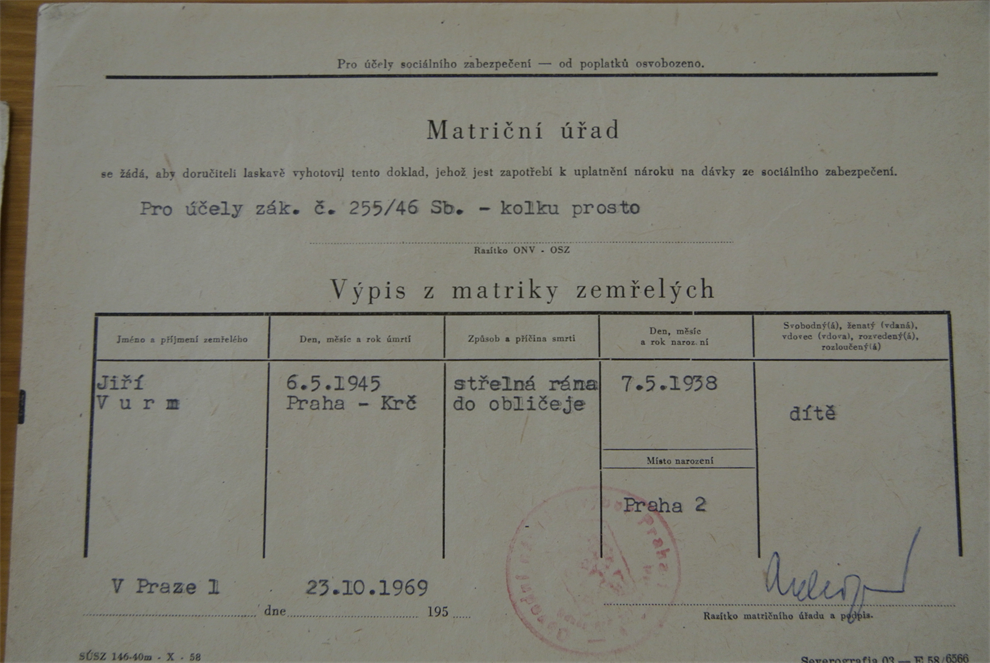 Pro účely sociálního zabezpečení — od poplatků osvobozeno.
Matriční úřad
se žádá, aby doručiteli laskavě vyhotovil tento doklad, jehož jest zapotřebí k uplatnění nároku na dávky ze sociálního zabezpečení.
Pro účely zák. č. 255/46 Sb. - kolku prosto
Razítko ONV - OSZ
Výpis z matriky zemřelých
Jméno a příjmení zemřelého
Den, měsíc a rok úmrtí
Způsob a příčina smrti
Den, měsíc
a rok naroz.ní
Svobodný(á), ženatý (vdaná),
vdovec (vdova), rozvedený(á),
rozloučený(á)
Jiří
V u r m
6.5.1945
Praha - Krč
střelná rána
do obličeje
7.5.1938
Místo narození
Praha 2
dítě
V Praze 1
23.10.1969
dne
195
Razítko matričního úřadu a podpis.
SÚSZ 146-40m - X - 58
Severografia 03 — F 58/6566